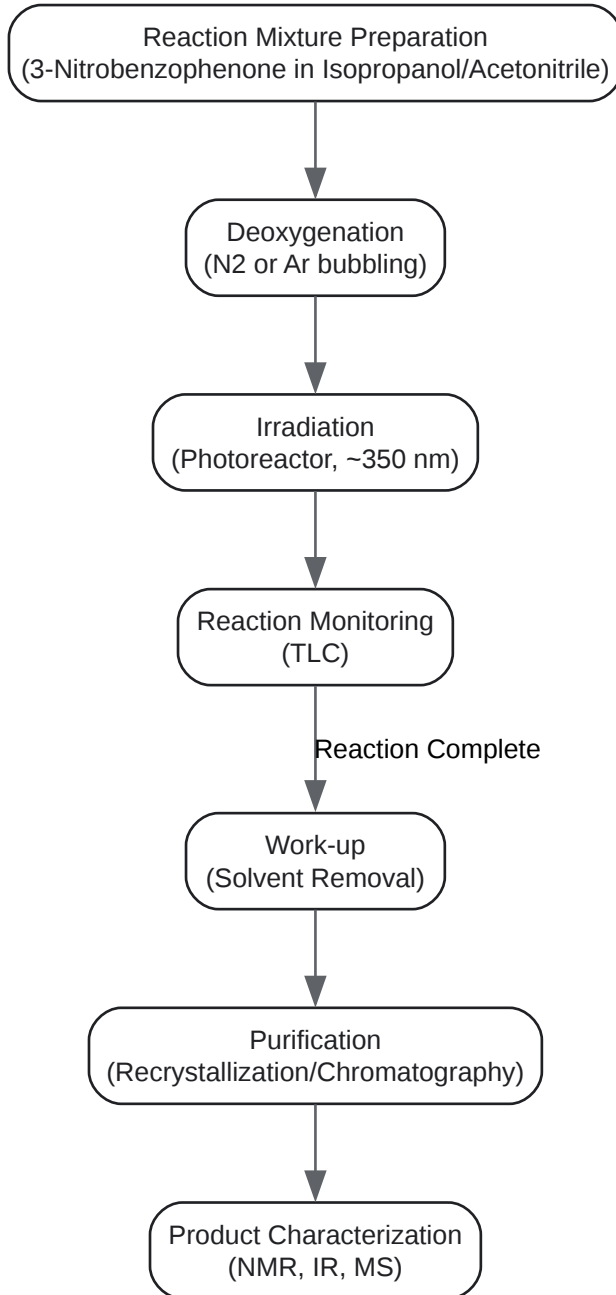 Reaction Mixture Preparation
(3-Nitrobenzophenone in Isopropanol/Acetonitrile)
Deoxygenation
(N2 or Ar bubbling)
Irradiation
(Photoreactor, ~350 nm)
Reaction Monitoring
(TLC)
Reaction Complete
Work-up
(Solvent Removal)
Purification
(Recrystallization/Chromatography)
Product Characterization
(NMR, IR, MS)